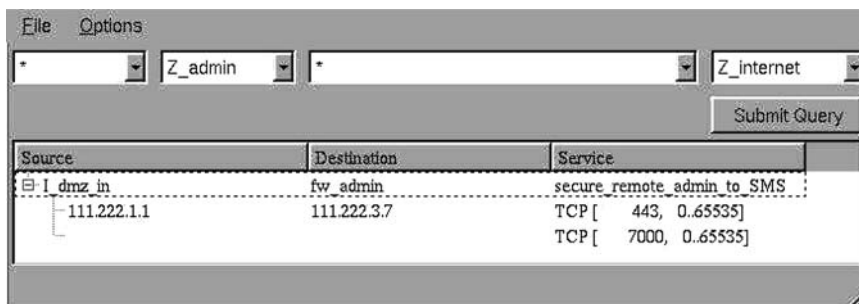 File Options
* Z_admin * Z_internet
Submit Query
Source Destination Service
I_dmz_in fw_admin secure_remote_admin_to_SMS
111.222.1.1 111.222.3.7 TCP [ 443, 0..65535]
TCP [ 7000, 0..65535]